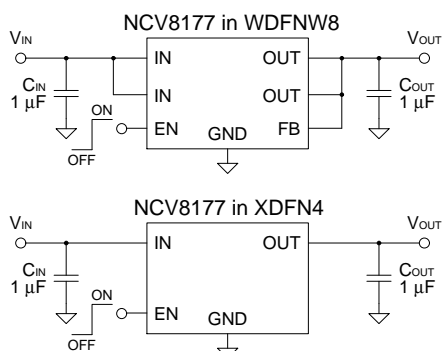 NCV8177 in WDFNW8
VIN
VOUT
IN
OUT
CIN
1 μF
IN
OUT
COUT
1 μF
ON
EN
FB
GND
OFF
NCV8177 in XDFN4
VIN
VOUT
IN
OUT
CIN
1 μF
COUT
1 μF
ON
EN
GND
OFF